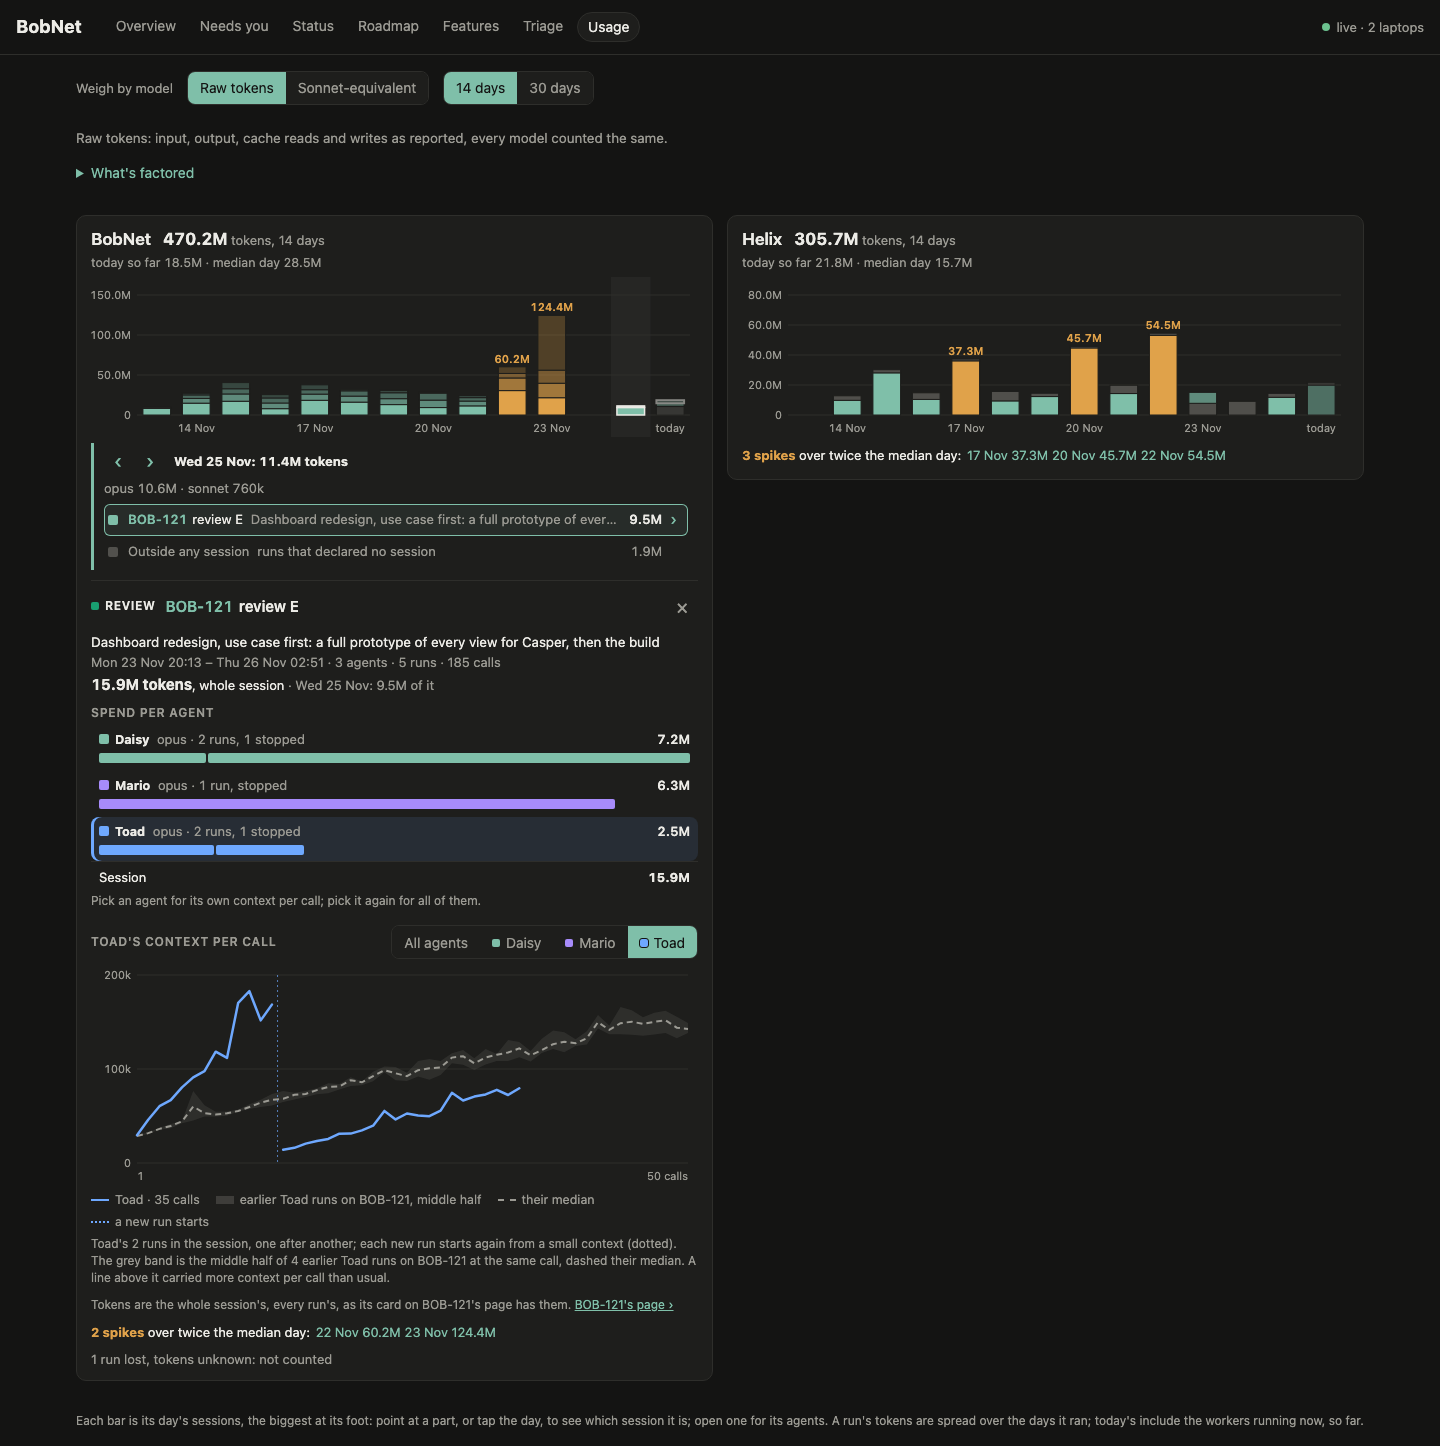 BobNet Overview Needs you Status Roadmap Features Triage Usage live · 2 laptops
Weigh by model Raw tokens Sonnet-equivalent 14 days 30 days
Raw tokens: input, output, cache reads and writes as reported, every model counted the same.
What's factored
BobNet 470.2M tokens, 14 days
today so far 18.5M · median day 28.5M
150.0M
100.0M
50.0M
0
60.2M
124.4M
14 Nov 17 Nov 20 Nov 23 Nov today
‹ › Wed 25 Nov: 11.4M tokens
opus 10.6M · sonnet 760k
BOB-121 review E Dashboard redesign, use case first: a full prototype of ever… 9.5M ›
Outside any session runs that declared no session 1.9M
REVIEW BOB-121 review E ×
Dashboard redesign, use case first: a full prototype of every view for Casper, then the build
Mon 23 Nov 20:13 – Thu 26 Nov 02:51 · 3 agents · 5 runs · 185 calls
15.9M tokens, whole session · Wed 25 Nov: 9.5M of it
SPEND PER AGENT
Daisy opus · 2 runs, 1 stopped 7.2M
Mario opus · 1 run, stopped 6.3M
Toad opus · 2 runs, 1 stopped 2.5M
Session 15.9M
Pick an agent for its own context per call; pick it again for all of them.
TOAD'S CONTEXT PER CALL All agents Daisy Mario Toad
200k
100k
0
1 50 calls
Toad · 35 calls earlier Toad runs on BOB-121, middle half their median
a new run starts
Toad's 2 runs in the session, one after another; each new run starts again from a small context (dotted).
The grey band is the middle half of 4 earlier Toad runs on BOB-121 at the same call, dashed their median. A
line above it carried more context per call than usual.
Tokens are the whole session's, every run's, as its card on BOB-121's page has them. BOB-121's page ›
2 spikes over twice the median day: 22 Nov 60.2M 23 Nov 124.4M
1 run lost, tokens unknown: not counted
Helix 305.7M tokens, 14 days
today so far 21.8M · median day 15.7M
80.0M
60.0M
40.0M
20.0M
0
37.3M
45.7M
54.5M
14 Nov 17 Nov 20 Nov 23 Nov today
3 spikes over twice the median day: 17 Nov 37.3M 20 Nov 45.7M 22 Nov 54.5M
Each bar is its day's sessions, the biggest at its foot: point at a part, or tap the day, to see which session it is; open one for its agents. A run's tokens are spread over the days it ran; today's include the workers running now, so far.